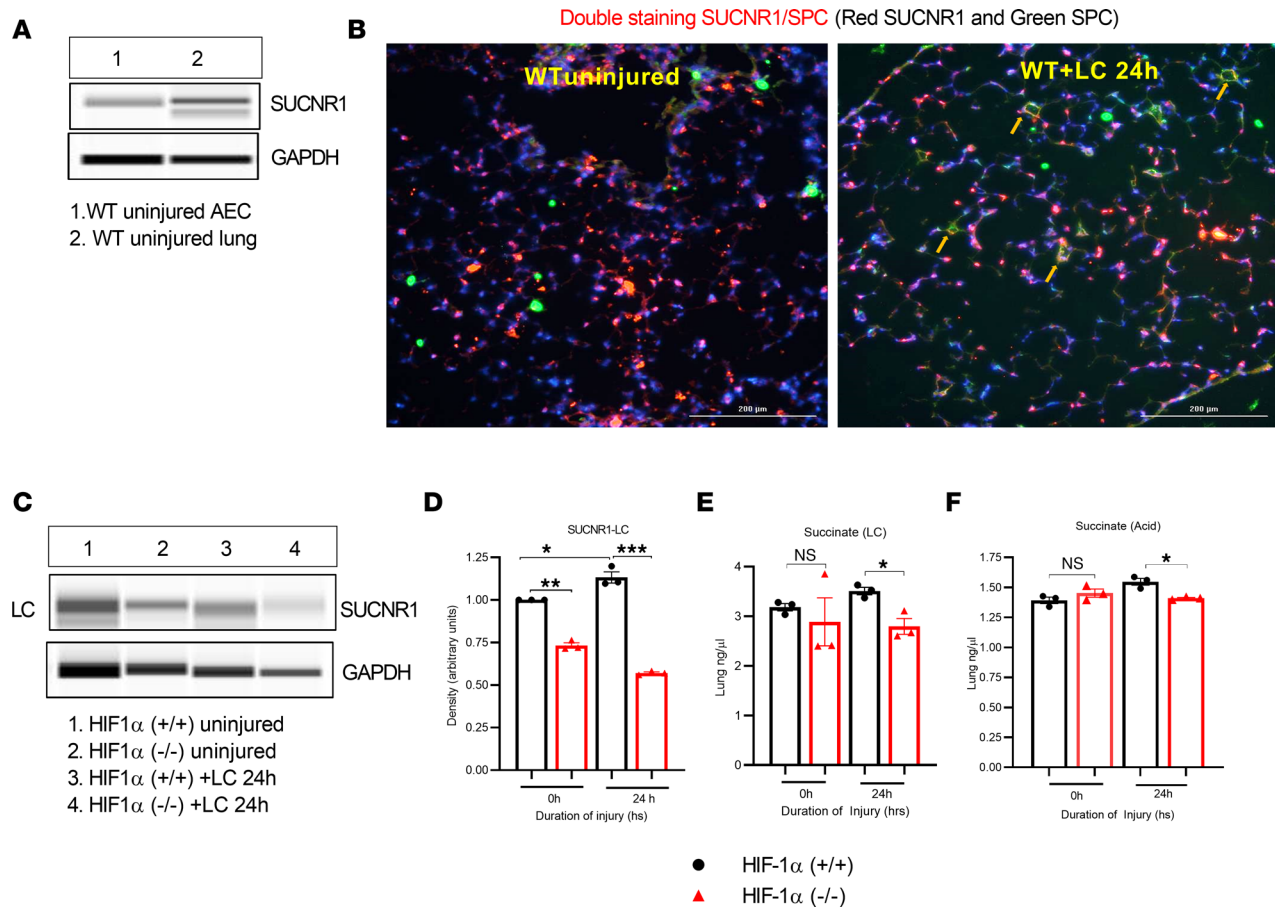 A
1 2
SUCNR1
GAPDH
1.WT uninjured AEC
2. WT uninjured lung
B
Double staining SUCNR1/SPC (Red SUCNR1 and Green SPC)
WTuninjured
200 µm
WT+LC 24h
200 µm
C
1 2 3 4
LC
SUCNR1
GAPDH
1. HIF1α (+/+) uninjured
2. HIF1α (-/-) uninjured
3. HIF1α (+/+) +LC 24h
4. HIF1α (-/-) +LC 24h
D
SUCNR1-LC
* ***
**
1.25
1.00
0.75
0.50
0.25
0.00
Density (arbitrary units)
0h 24 h
Duration of injury (hs)
E
Succinate (LC)
NS *
4
3
2
1
0
Lung ng/µl
0h 24h
Duration of Injury (hrs)
F
Succinate (Acid)
NS *
1.75
1.50
1.25
1.00
0.75
0.50
0.25
0.00
Lung ng/µl
0h 24h
Duration of Injury (hs)
HIF-1α (+/+)
HIF-1α (-/-)